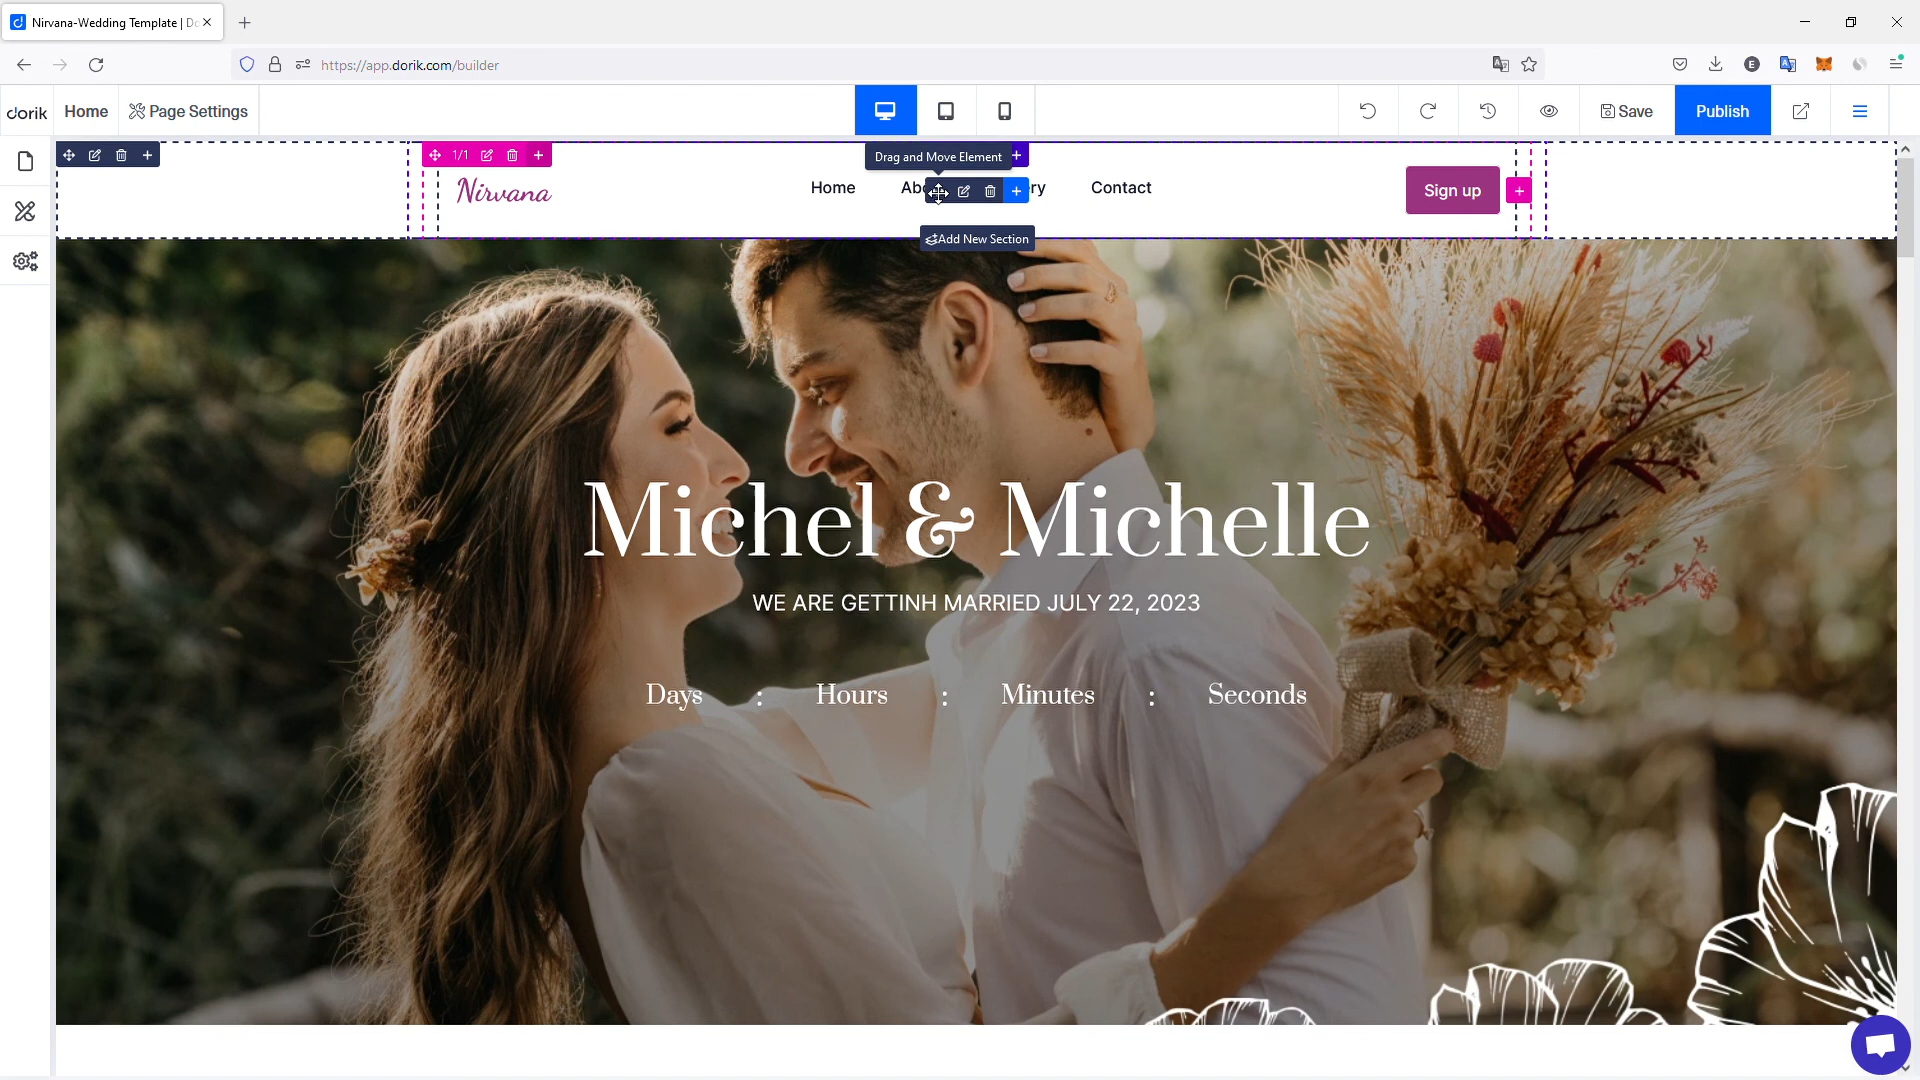 Nirvana-Wedding Template | Do
https://app.dorik.com/builder
dorik Home Page Settings Save Publish
1/1 Drag and Move Element
Nirvana Home Contact Sign up
Add New Section
Michel & Michelle
WE ARE GETTINH MARRIED JULY 22, 2023
Days : Hours : Minutes : Seconds